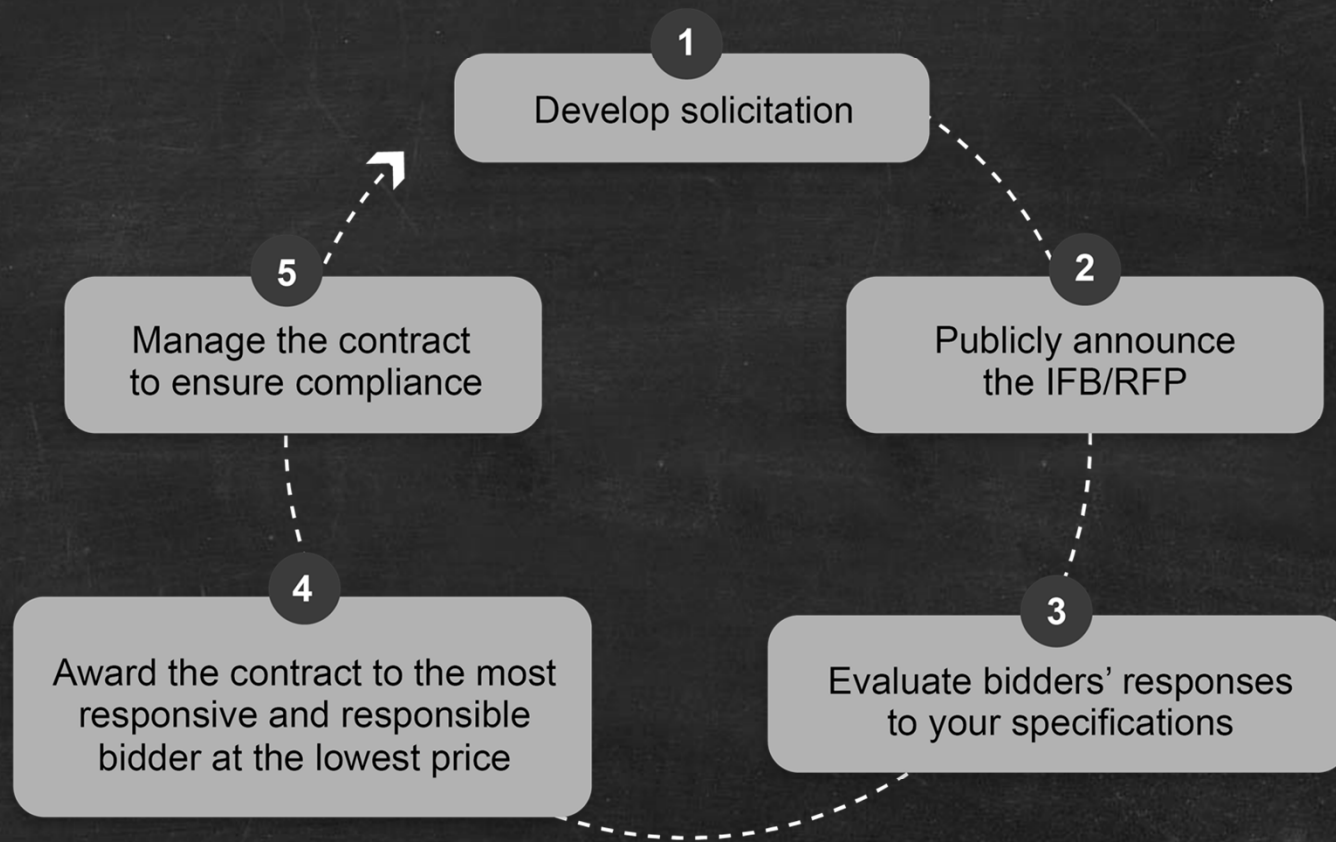 1
Develop solicitation
2
Publicly announce
the IFB/RFP
3
Evaluate bidders’ responses
to your specifications
4
Award the contract to the most
responsive and responsible
bidder at the lowest price
5
Manage the contract
to ensure compliance